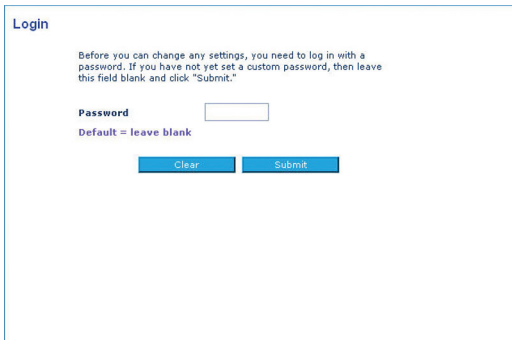 Login
Before you can change any settings, you need to log in with a
password. If you have not yet set a custom password, then leave
this field blank and click "Submit."
Password
Default = leave blank
Clear Submit